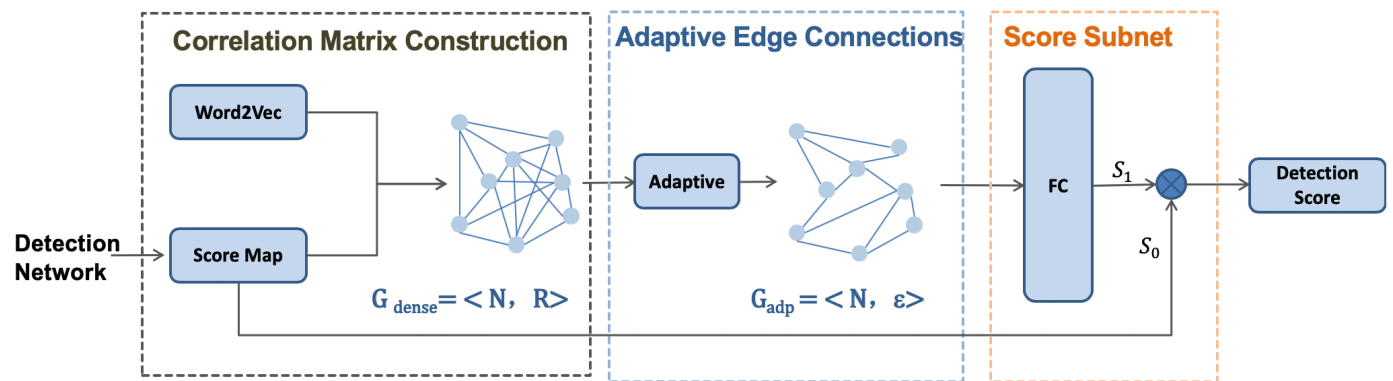 Correlation Matrix Construction
Adaptive Edge Connections
Score Subnet
Word2Vec
Adaptive
FC
S₁
Detection
Score
Detection
Network
Score Map
S₀
G dense = < N, R>
Gadp = < N, ε>